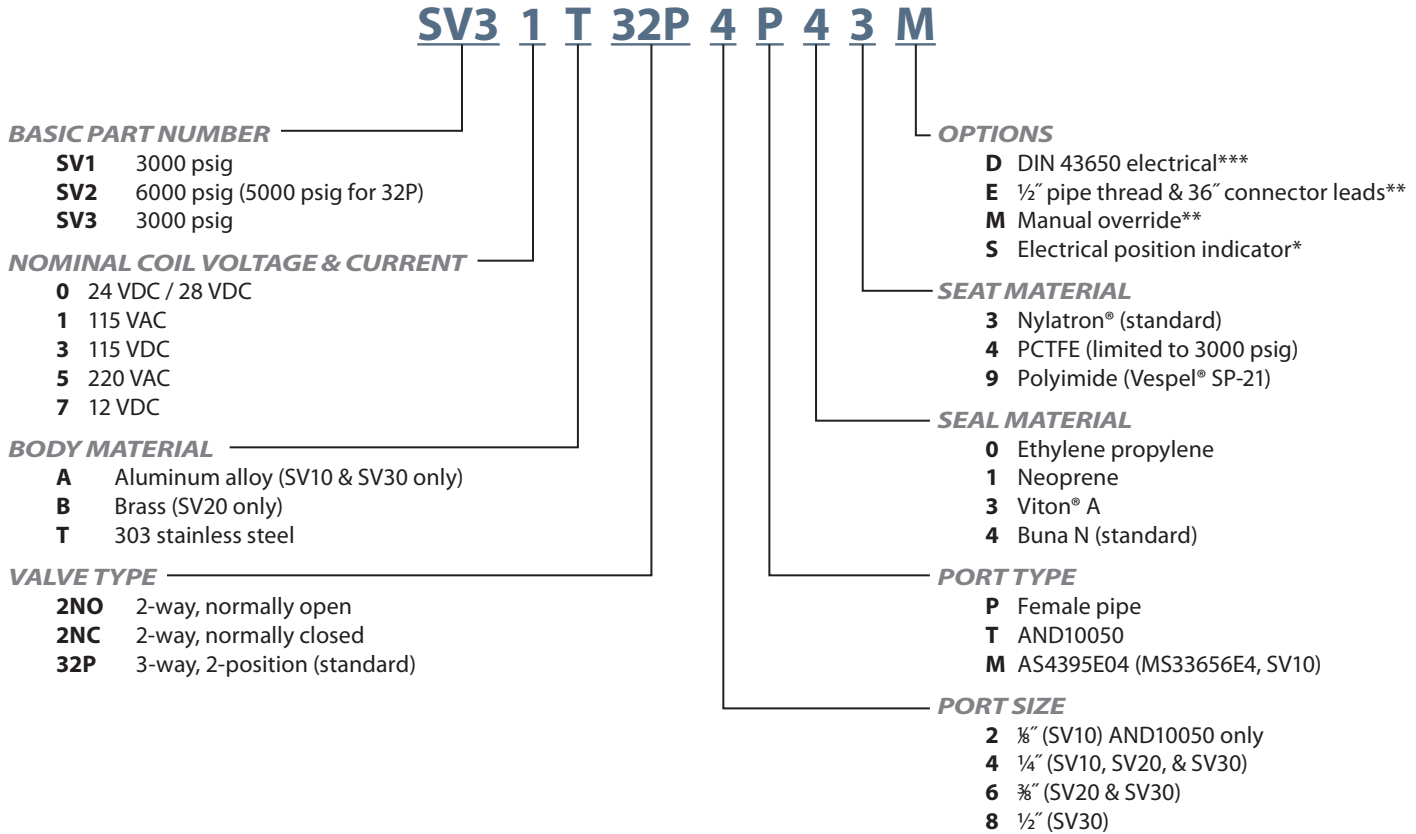 SV3 1 T 32P 4 P 4 3 M
BASIC PART NUMBER
SV1 3000 psig
SV2 6000 psig (5000 psig for 32P)
SV3 3000 psig
NOMINAL COIL VOLTAGE & CURRENT
0 24 VDC / 28 VDC
1 115 VAC
3 115 VDC
5 220 VAC
7 12 VDC
BODY MATERIAL
A Aluminum alloy (SV10 & SV30 only)
B Brass (SV20 only)
T 303 stainless steel
VALVE TYPE
2NO 2-way, normally open
2NC 2-way, normally closed
32P 3-way, 2-position (standard)
OPTIONS
D DIN 43650 electrical***
E ½˝ pipe thread & 36˝ connector leads**
M Manual override**
S Electrical position indicator*
SEAT MATERIAL
3 Nylatron® (standard)
4 PCTFE (limited to 3000 psig)
9 Polyimide (Vespel® SP-21)
SEAL MATERIAL
0 Ethylene propylene
1 Neoprene
3 Viton® A
4 Buna N (standard)
PORT TYPE
P Female pipe
T AND10050
M AS4395E04 (MS33656E4, SV10)
PORT SIZE
2 ⅛˝ (SV10) AND10050 only
4 ¼˝ (SV10, SV20, & SV30)
6 ⅜˝ (SV20 & SV30)
8 ½˝ (SV30)